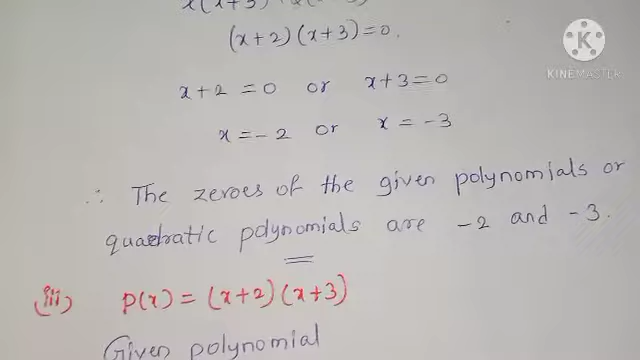 (x+2)(x+3)=0.
x+2=0 or x+3=0
x=-2 or x=-3
∴ The zeroes of the given polynomials or
quadratic polynomials are -2 and -3.
(iii) P(x) = (x+2)(x+3)
Given polynomial
K
KINEMASTER